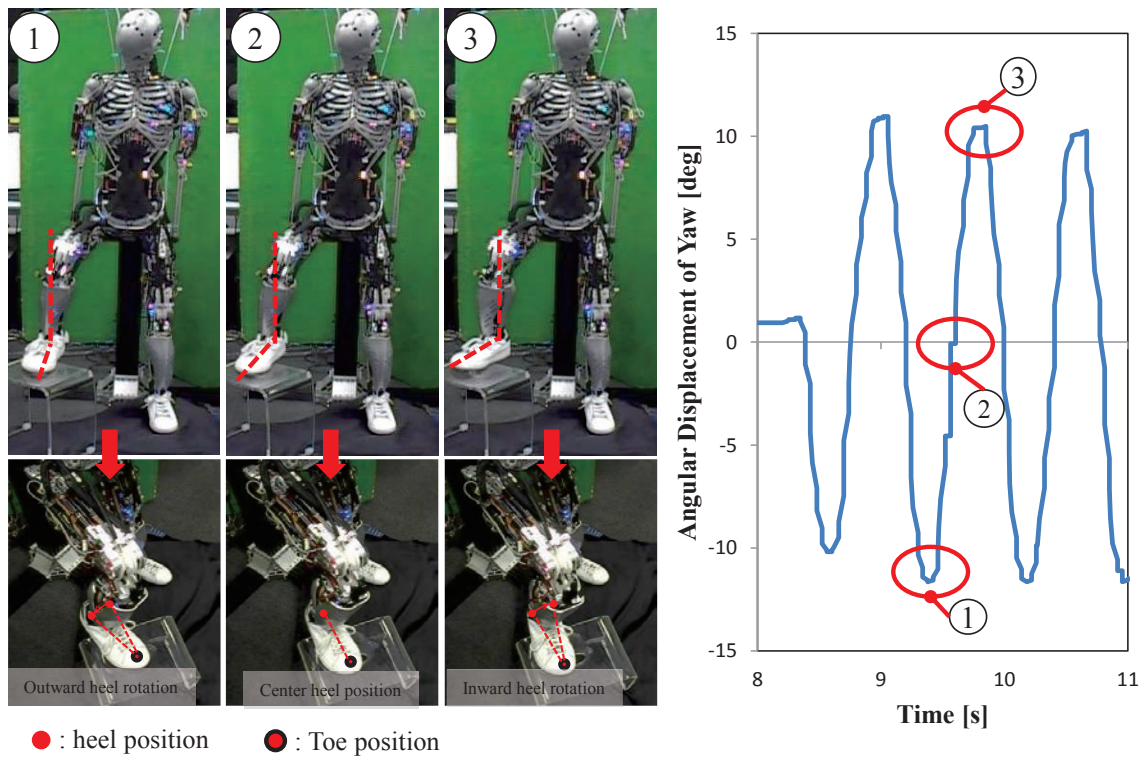 1
2
3
Outward heel rotation
Center heel position
Inward heel rotation
: heel position
: Toe position
15
10
5
0
-5
-10
-15
Angular Displacement of Yaw [deg]
3
2
1
8
9
10
11
Time [s]